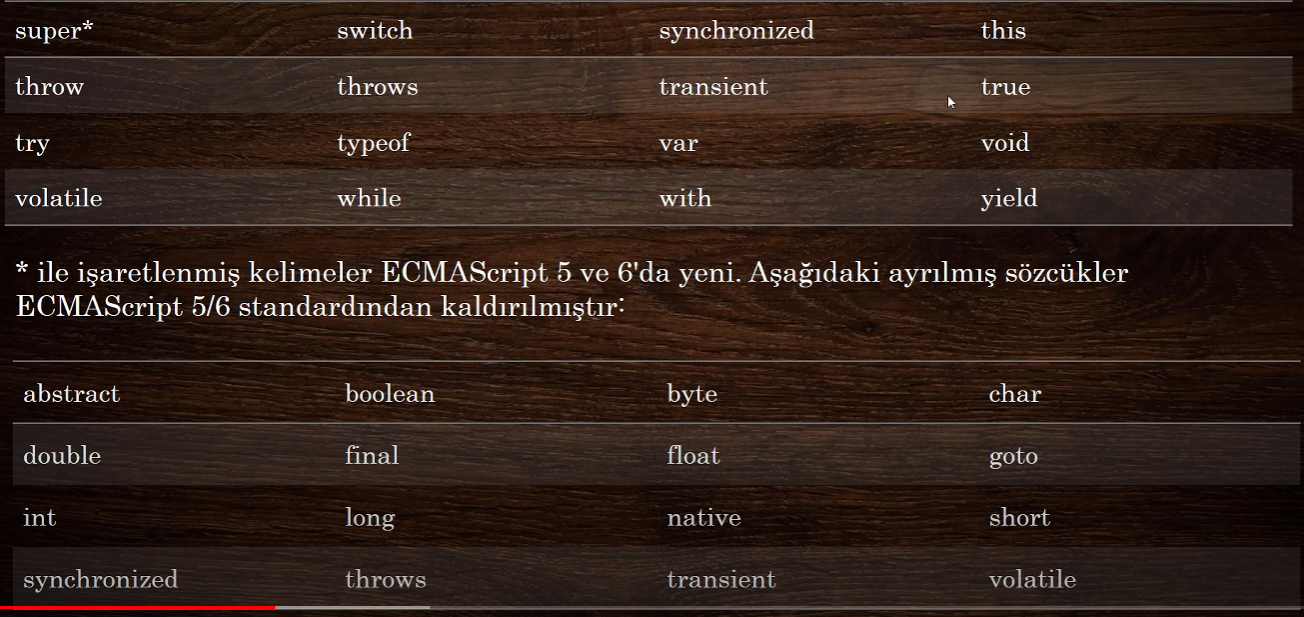 super* switch synchronized this
throw throws transient true
try typeof var void
volatile while with yield
* ile işaretlenmiş kelimeler ECMAScript 5 ve 6'da yeni. Aşağıdaki ayrılmış sözcükler
ECMAScript 5/6 standardından kaldırılmıştır:
abstract boolean byte char
double final float goto
int long native short
synchronized throws transient volatile